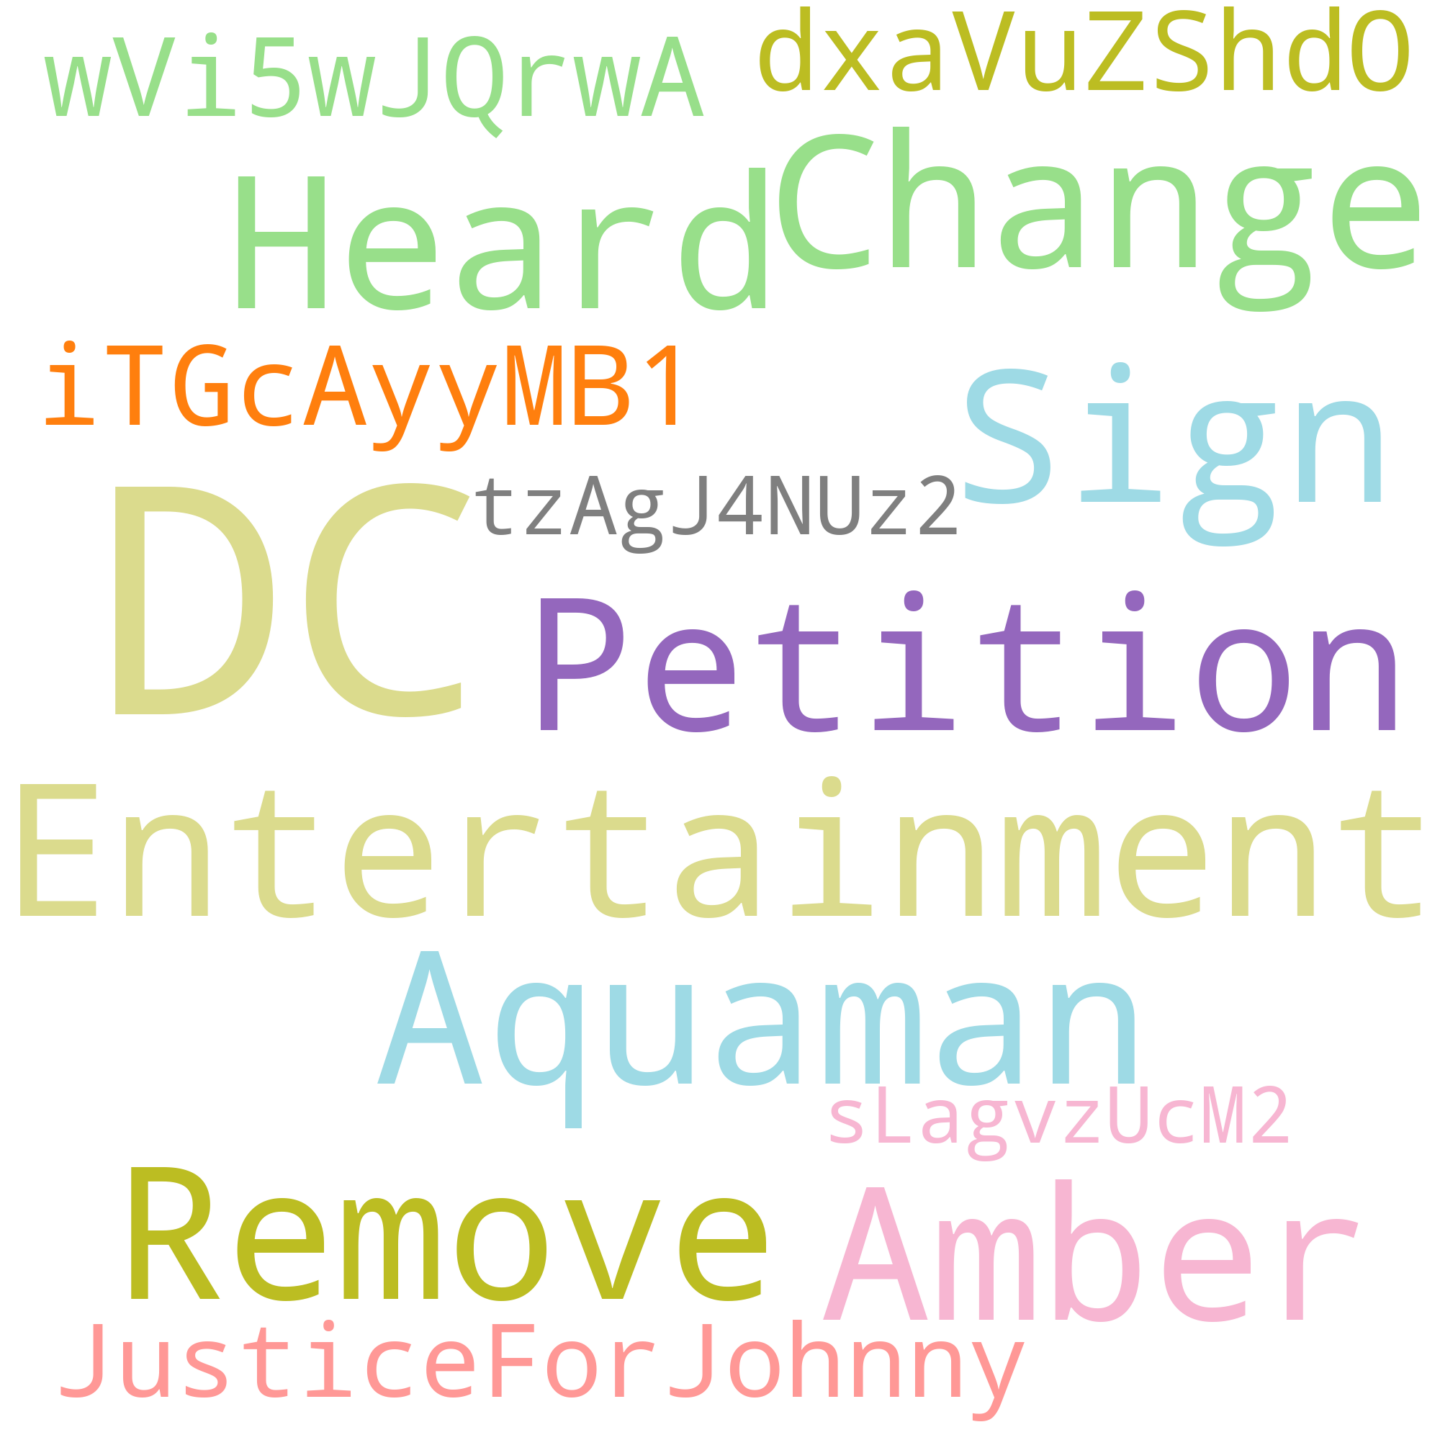 wVi5wJQrwA
dxaVuZShdO
Heard
Change
iTGcAyyMB1
Sign
DC
tzAgJ4NUz2
Petition
Entertainment
Aquaman
sLagvzUcM2
Remove
Amber
JusticeForJohnny